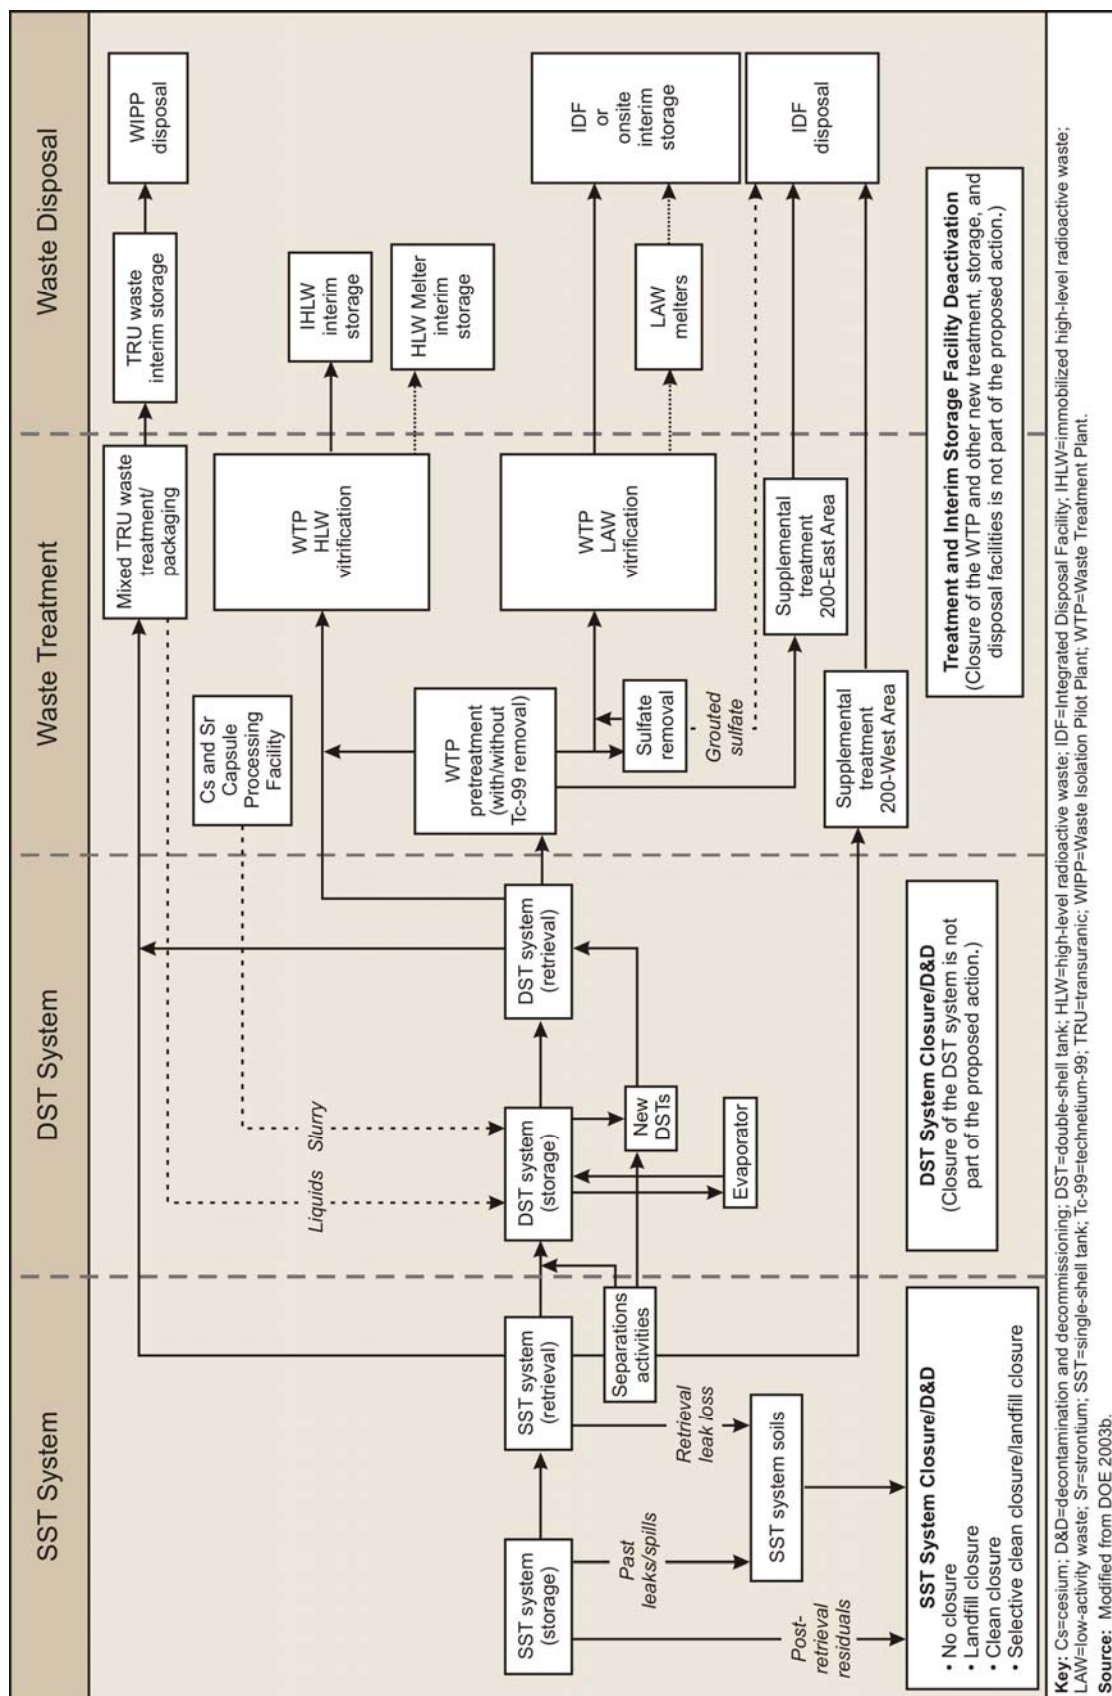 SST System
DST System
Waste Treatment
Waste Disposal
SST system
(storage)
SST system
(retrieval)
Past
leaks/spills
Retrieval
leak loss
Post-
retrieval
residuals
SST system soils
Separations
activities
SST System Closure/D&D
• No closure
• Landfill closure
• Clean closure
• Selective clean closure/landfill closure
Liquids
Slurry
DST system
(storage)
DST system
(retrieval)
New
DSTs
Evaporator
DST System Closure/D&D
(Closure of the DST system is not
part of the proposed action.)
Mixed TRU waste
treatment/
packaging
Cs and Sr
Capsule
Processing
Facility
WTP
HLW
vitrification
WTP
pretreatment
(with/without
Tc-99 removal)
WTP
LAW
vitrification
Sulfate
removal
Grouted
sulfate
Supplemental
treatment
200-East Area
Supplemental
treatment
200-West Area
TRU waste
interim storage
WIPP
disposal
IHLW
interim
storage
HLW Melter
interim
storage
LAW
melters
IDF
or
onsite
interim
storage
IDF
disposal
Treatment and Interim Storage Facility Deactivation
(Closure of the WTP and other new treatment, storage, and
disposal facilities is not part of the proposed action.)
Key: Cs=cesium; D&D=decontamination and decommissioning; DST=double-shell tank; HLW=high-level radioactive waste; IDF=Integrated Disposal Facility; IHLW=immobilized high-level radioactive waste;
LAW=low-activity waste; Sr=strontium; SST=single-shell tank; Tc-99=technetium-99; TRU=transuranic; WIPP=Waste Isolation Pilot Plant; WTP=Waste Treatment Plant.
Source: Modified from DOE 2003b.